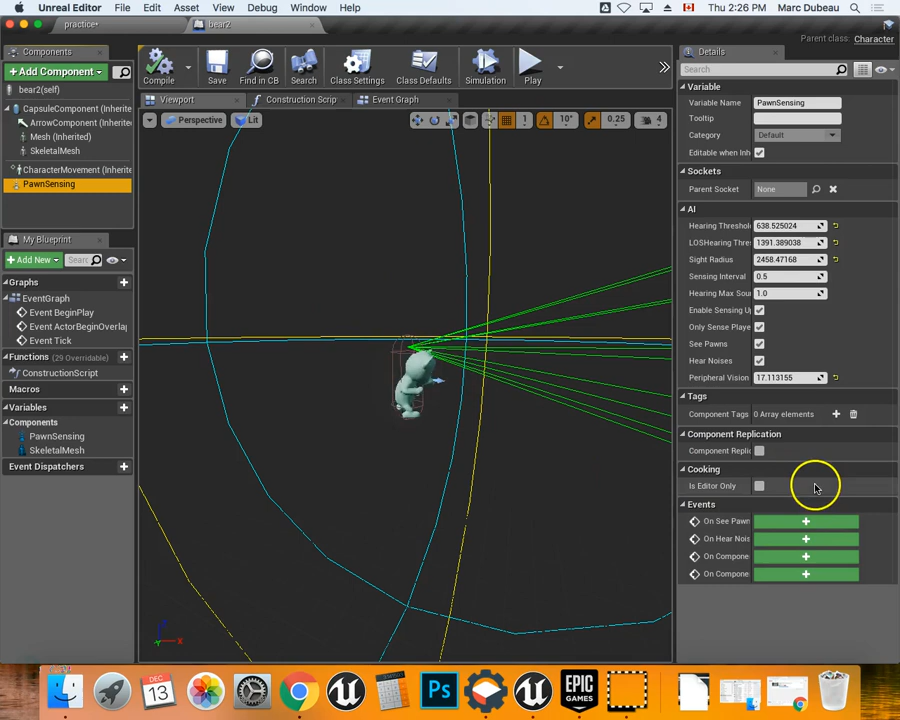 Unreal Editor File Edit Asset View Debug Window Help Thu 2:26 PM Marc Dubeau
practice• bear2
Parent class: Character
Components
+ Add Component
bear2(self)
CapsuleComponent (Inherited
ArrowComponent (Inherite
Mesh (Inherited)
SkeletalMesh
CharacterMovement (Inherite
PawnSensing
Compile Save Find in CB Search Class Settings Class Defaults Simulation Play
Viewport Construction Scrip Event Graph
Perspective Lit 1 10° 0.25 4
My Blueprint
+ Add New Searc
Graphs
EventGraph
Event BeginPlay
Event ActorBeginOverlap
Event Tick
Functions (29 Overridable)
ConstructionScript
Macros
Variables
Components
PawnSensing
SkeletalMesh
Event Dispatchers
Details
Search
Variable
Variable Name PawnSensing
Tooltip
Category Default
Editable when Inh
Sockets
Parent Socket None
AI
Hearing Threshol 638.525024
LOSHearing Thre 1391.389038
Sight Radius 2458.47168
Sensing Interval 0.5
Hearing Max Sou 1.0
Enable Sensing U
Only Sense Playe
See Pawns
Hear Noises
Peripheral Vision 17.113155
Tags
Component Tags 0 Array elements
Component Replication
Component Replic
Cooking
Is Editor Only
Events
On See Pawn
On Hear Nois
On Compone
On Compone
DEC
13
Ps
EPIC
GAMES